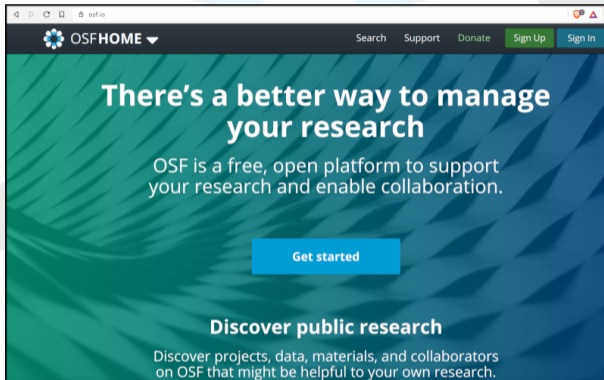 osf.io
OSFHOME
Search Support Donate Sign Up Sign In
There's a better way to manage
your research
OSF is a free, open platform to support
your research and enable collaboration.
Get started
Discover public research
Discover projects, data, materials, and collaborators
on OSF that might be helpful to your own research.